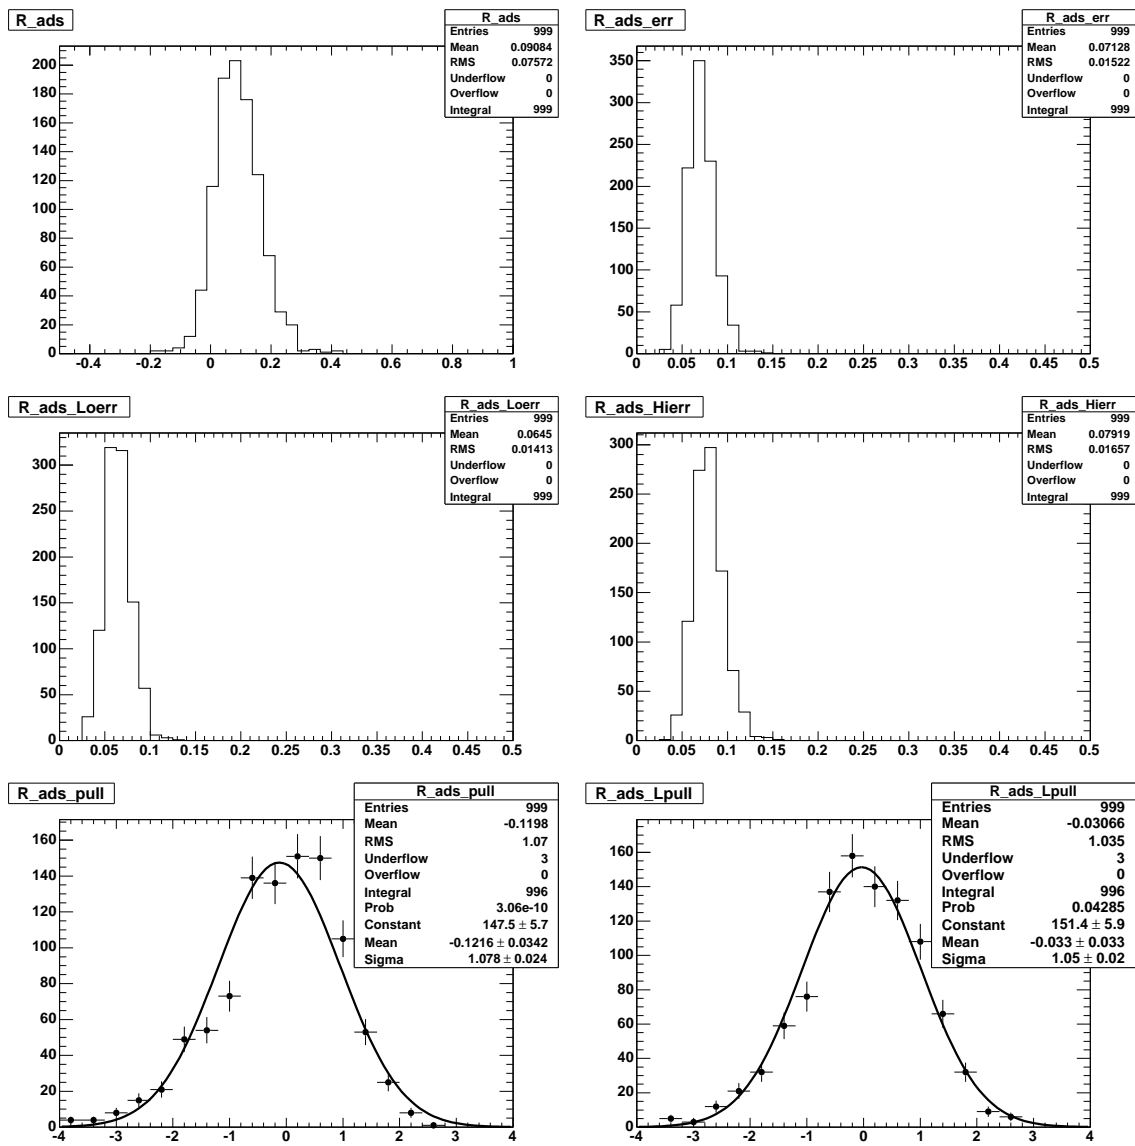 R_ads
R_ads
Entries 999
Mean 0.09084
RMS 0.07572
Underflow 0
Overflow 0
Integral 999
200
180
160
140
120
100
80
60
40
20
0
-0.4 -0.2 0 0.2 0.4 0.6 0.8 1
R_ads_err
R_ads_err
Entries 999
Mean 0.07128
RMS 0.01522
Underflow 0
Overflow 0
Integral 999
350
300
250
200
150
100
50
0
0 0.05 0.1 0.15 0.2 0.25 0.3 0.35 0.4 0.45 0.5
R_ads_Loerr
R_ads_Loerr
Entries 999
Mean 0.0645
RMS 0.01413
Underflow 0
Overflow 0
Integral 999
300
250
200
150
100
50
0
0 0.05 0.1 0.15 0.2 0.25 0.3 0.35 0.4 0.45 0.5
R_ads_Hierr
R_ads_Hierr
Entries 999
Mean 0.07919
RMS 0.01657
Underflow 0
Overflow 0
Integral 999
300
250
200
150
100
50
0
0 0.05 0.1 0.15 0.2 0.25 0.3 0.35 0.4 0.45 0.5
R_ads_pull
R_ads_pull
Entries 999
Mean -0.1198
RMS 1.07
Underflow 3
Overflow 0
Integral 996
Prob 3.06e-10
Constant 147.5 ± 5.7
Mean -0.1216 ± 0.0342
Sigma 1.078 ± 0.024
160
140
120
100
80
60
40
20
0
-4 -3 -2 -1 0 1 2 3 4
R_ads_Lpull
R_ads_Lpull
Entries 999
Mean -0.03066
RMS 1.035
Underflow 3
Overflow 0
Integral 996
Prob 0.04285
Constant 151.4 ± 5.9
Mean -0.033 ± 0.033
Sigma 1.05 ± 0.02
160
140
120
100
80
60
40
20
0
-4 -3 -2 -1 0 1 2 3 4